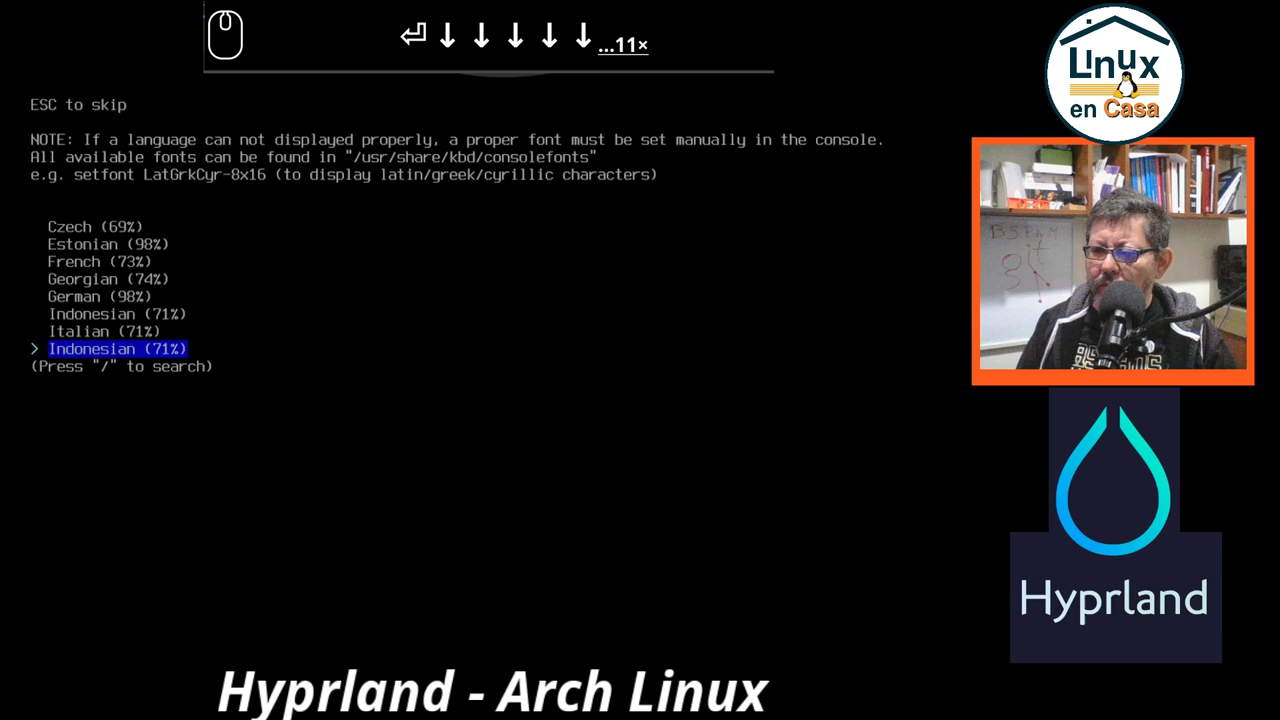 ...11×
Linux
en Casa
ESC to skip
NOTE: If a language can not displayed properly, a proper font must be set manually in the console.
All available fonts can be found in "/usr/share/kbd/consolefonts"
e.g. setfont LatGrkCyr-8x16 (to display latin/greek/cyrillic characters)
Czech (69%)
Estonian (98%)
French (73%)
Georgian (74%)
German (98%)
Indonesian (71%)
Italian (71%)
> Indonesian (71%)
(Press "/" to search)
BSPWM
Hyprland
Hyprland - Arch Linux